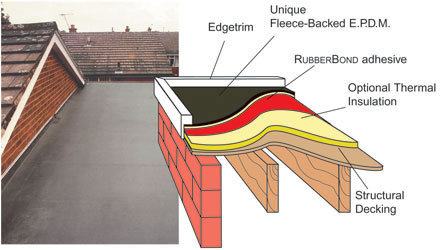 Unique
Fleece-Backed E.P.D.M.
Edgetrim
RUBBERBOND adhesive
Optional Thermal
Insulation
Structural
Decking